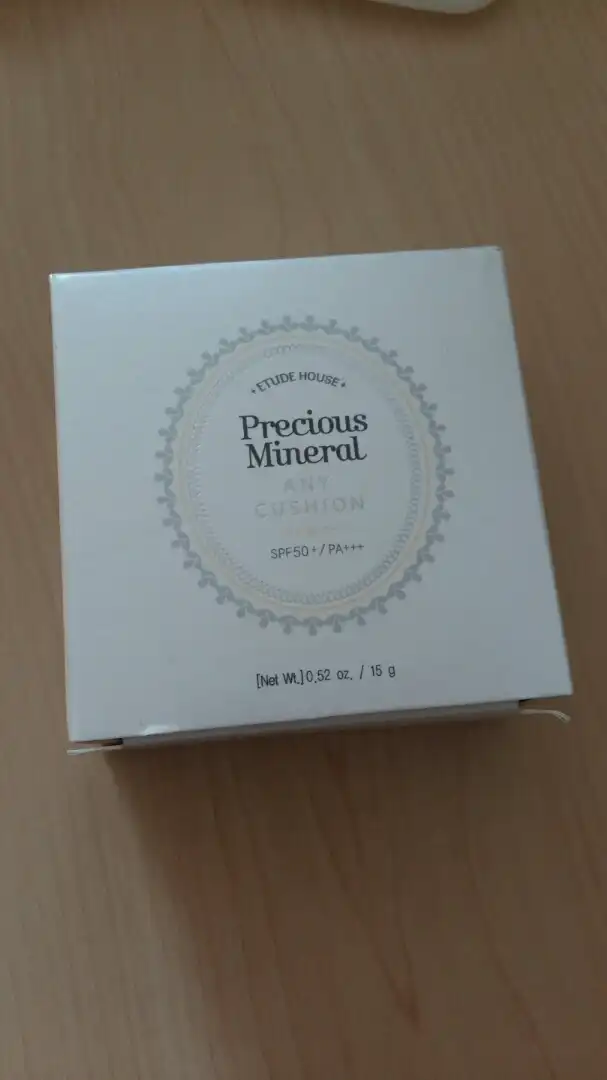 ETUDE HOUSE
Precious
Mineral
ANY
CUSHION
SPF50+/PA+++
[Net Wt.]0.52 oz. / 15 g